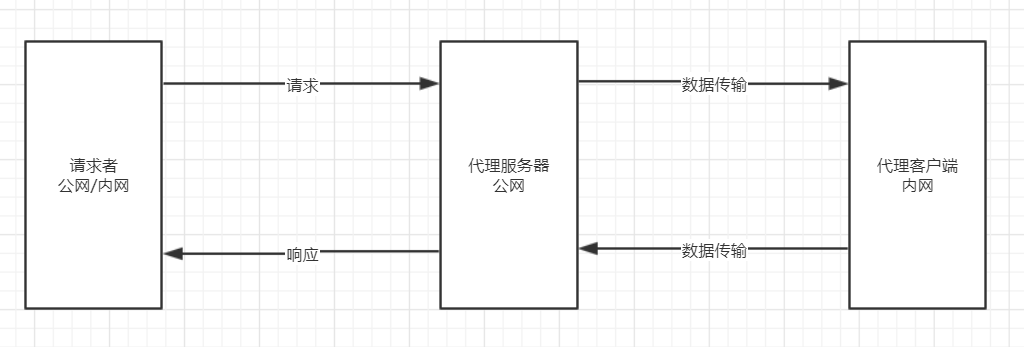 请求
数据传输
请求者
公网/内网
代理服务器
公网
代理客户端
内网
响应
数据传输